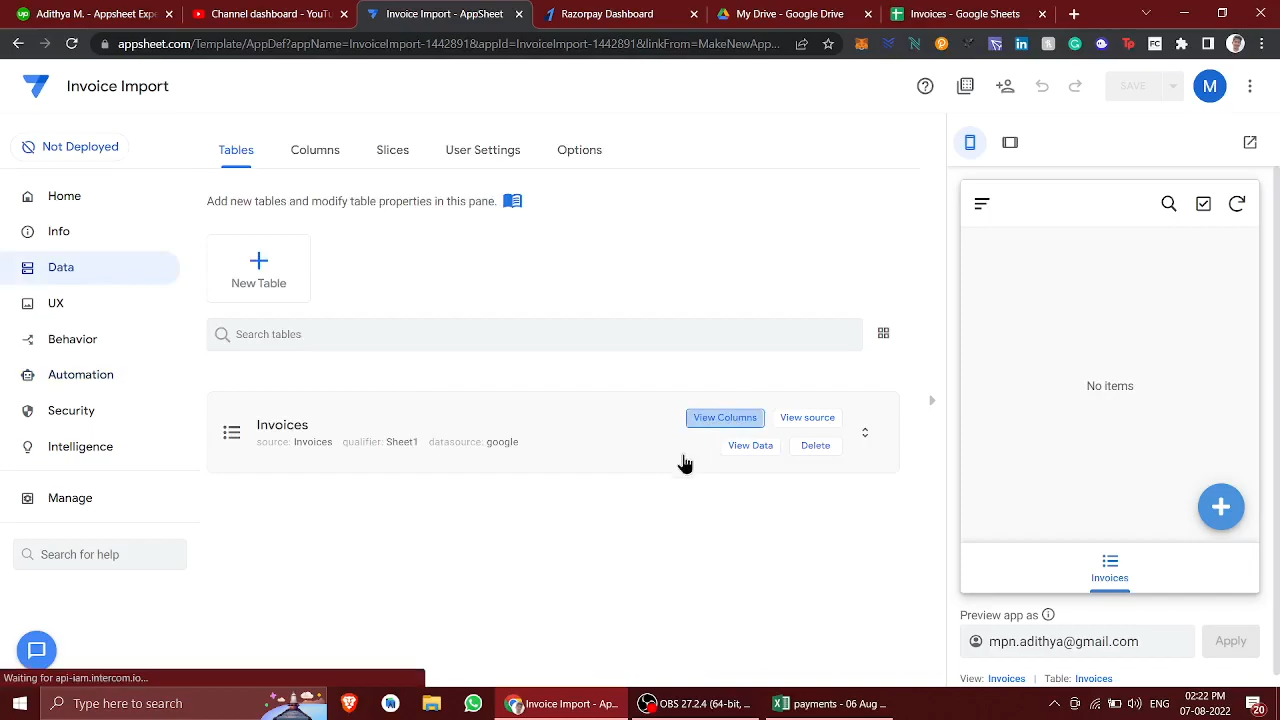 Adithya M. - Appsheet Expe
Channel dashboard - YouTu
Invoice Import - AppSheet
Razorpay Dashboard
My Drive - Google Drive
Invoices - Google Sheets
appsheet.com/Template/AppDef?appName=InvoiceImport-1442891&appId=InvoiceImport-1442891&linkFrom=MakeNewApp...
Invoice Import
SAVE
M
Not Deployed
Home
Info
Data
UX
Behavior
Automation
Security
Intelligence
Manage
Search for help
Tables
Columns
Slices
User Settings
Options
Add new tables and modify table properties in this pane.
New Table
Search tables
Invoices
source: Invoices qualifier: Sheet1 datasource: google
View Columns
View source
View Data
Delete
No items
Invoices
Preview app as
mpn.adithya@gmail.com
Apply
View: Invoices | Table: Invoices
Waiting for api-iam.intercom.io...
Type here to search
Invoice Import - Ap...
OBS 27.2.4 (64-bit, ...
payments - 06 Aug ...
ENG
02:22 PM
07-08-2022
20